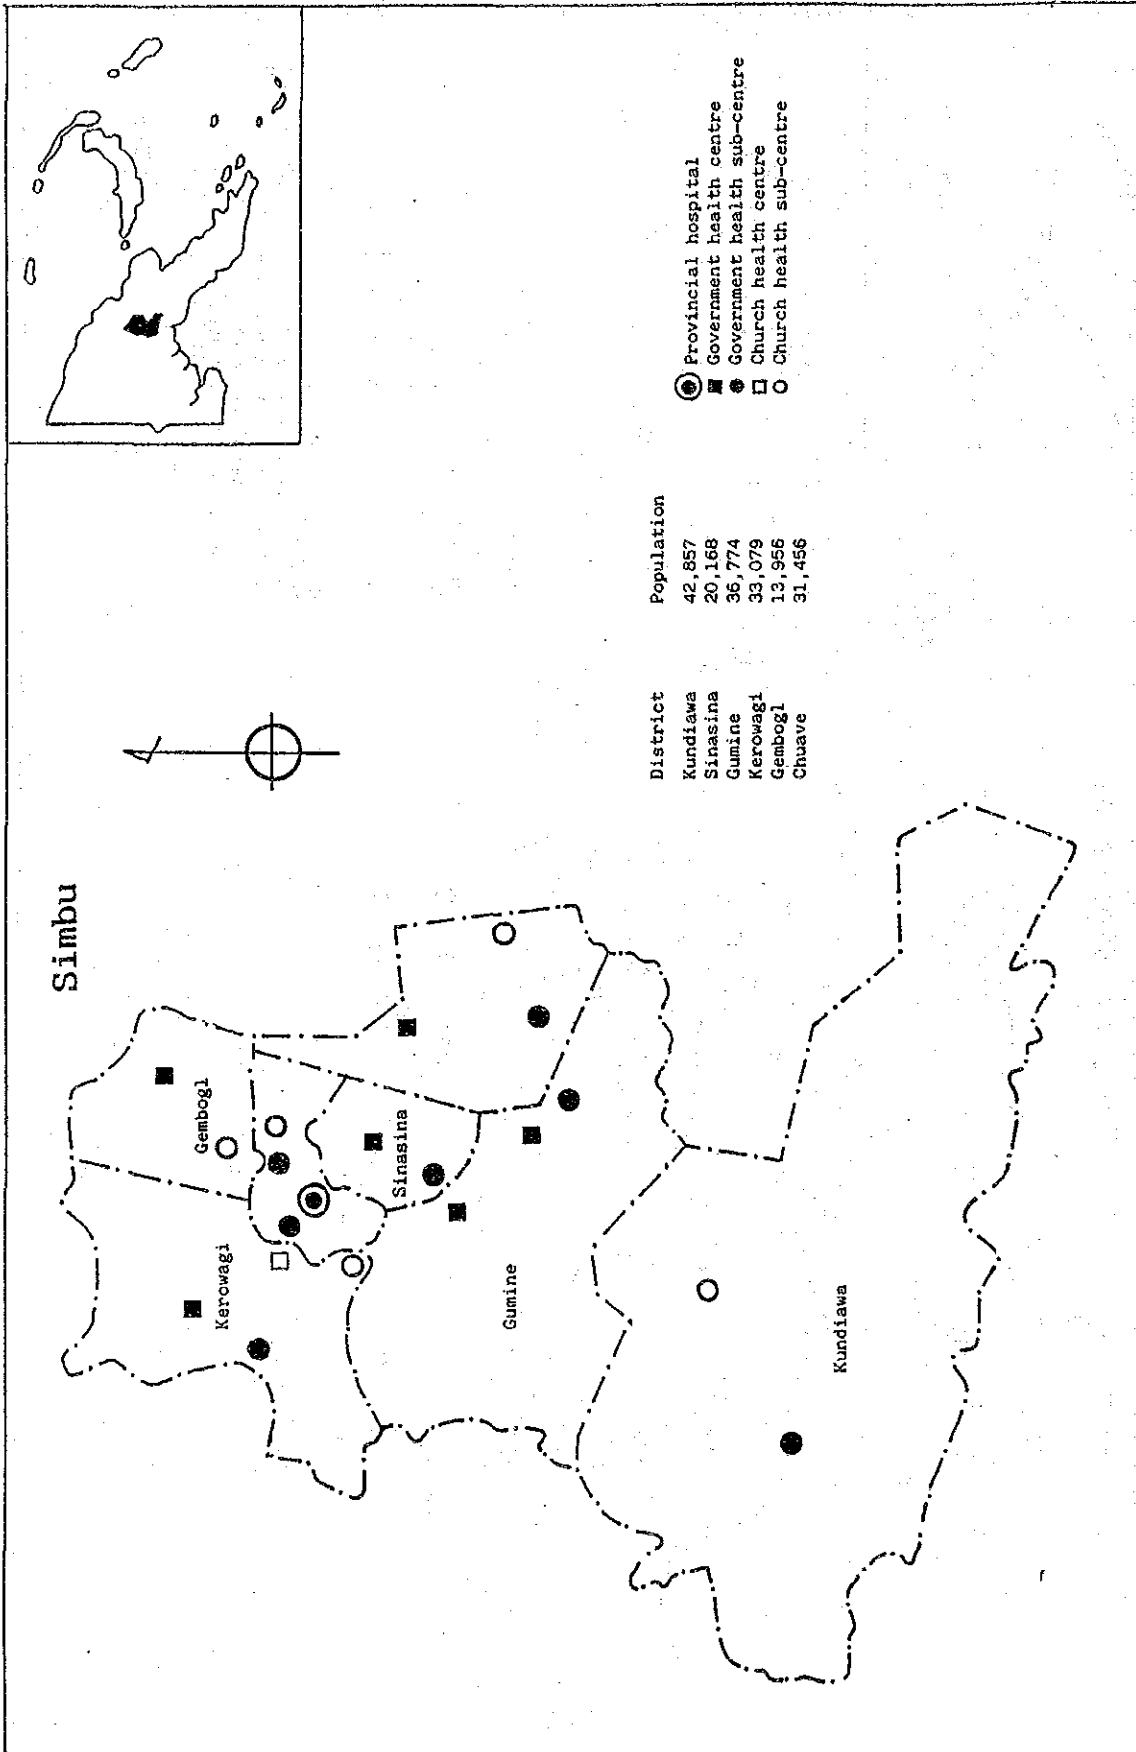 Simbu
Gembogl
Kerowagi
Sinasina
Gumine
Kundiawa
District Population
Kundiawa 42,857
Sinasina 20,168
Gumine 36,774
Kerowagi 33,079
Gembogl 13,956
Chuave 31,456
Provincial hospital
Government health centre
Government health sub-centre
Church health centre
Church health sub-centre